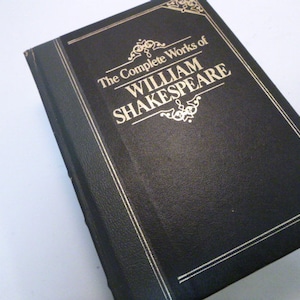 The Complete Works of
WILLIAM
SHAKESPEARE